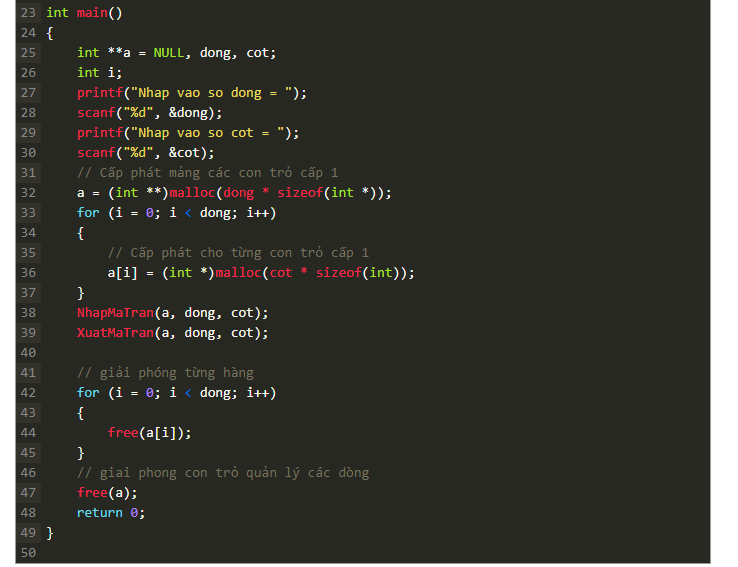 23 int main()
24 {
25     int **a = NULL, dong, cot;
26     int i;
27     printf("Nhap vao so dong = ");
28     scanf("%d", &dong);
29     printf("Nhap vao so cot = ");
30     scanf("%d", &cot);
31     // Cấp phát mảng các con trỏ cấp 1
32     a = (int **)malloc(dong * sizeof(int *));
33     for (i = 0; i < dong; i++)
34     {
35         // Cấp phát cho từng con trỏ cấp 1
36         a[i] = (int *)malloc(cot * sizeof(int));
37     }
38     NhapMaTran(a, dong, cot);
39     XuatMaTran(a, dong, cot);
40
41     // giải phóng từng hàng
42     for (i = 0; i < dong; i++)
43     {
44         free(a[i]);
45     }
46     // giai phong con trỏ quản lý các dòng
47     free(a);
48     return 0;
49 }
50